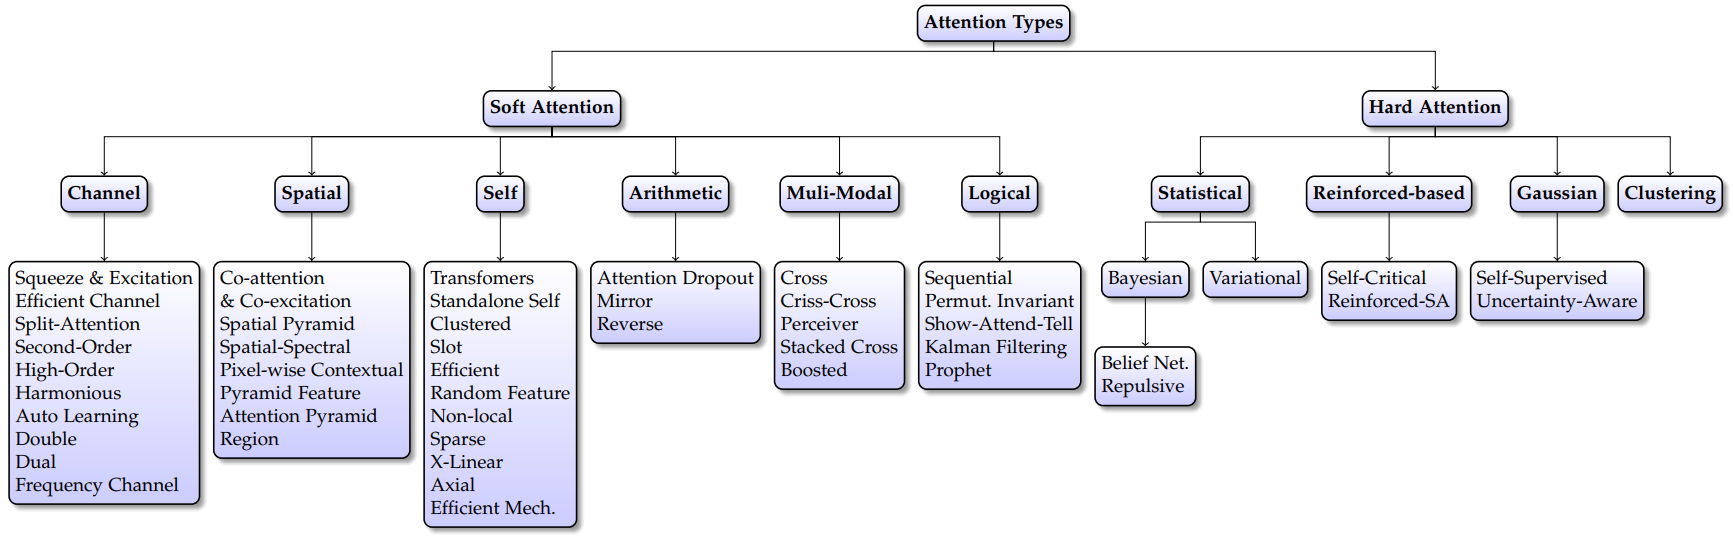 Attention Types
Soft Attention
Hard Attention
Channel
Spatial
Self
Arithmetic
Muli-Modal
Logical
Statistical
Reinforced-based
Gaussian
Clustering
Squeeze & Excitation
Efficient Channel
Split-Attention
Second-Order
High-Order
Harmonious
Auto Learning
Double
Dual
Frequency Channel
Co-attention
& Co-excitation
Spatial Pyramid
Spatial-Spectral
Pixel-wise Contextual
Pyramid Feature
Attention Pyramid
Region
Transfomers
Standalone Self
Clustered
Slot
Efficient
Random Feature
Non-local
Sparse
X-Linear
Axial
Efficient Mech.
Attention Dropout
Mirror
Reverse
Cross
Criss-Cross
Perceiver
Stacked Cross
Boosted
Sequential
Permut. Invariant
Show-Attend-Tell
Kalman Filtering
Prophet
Bayesian
Variational
Belief Net.
Repulsive
Self-Critical
Reinforced-SA
Self-Supervised
Uncertainty-Aware